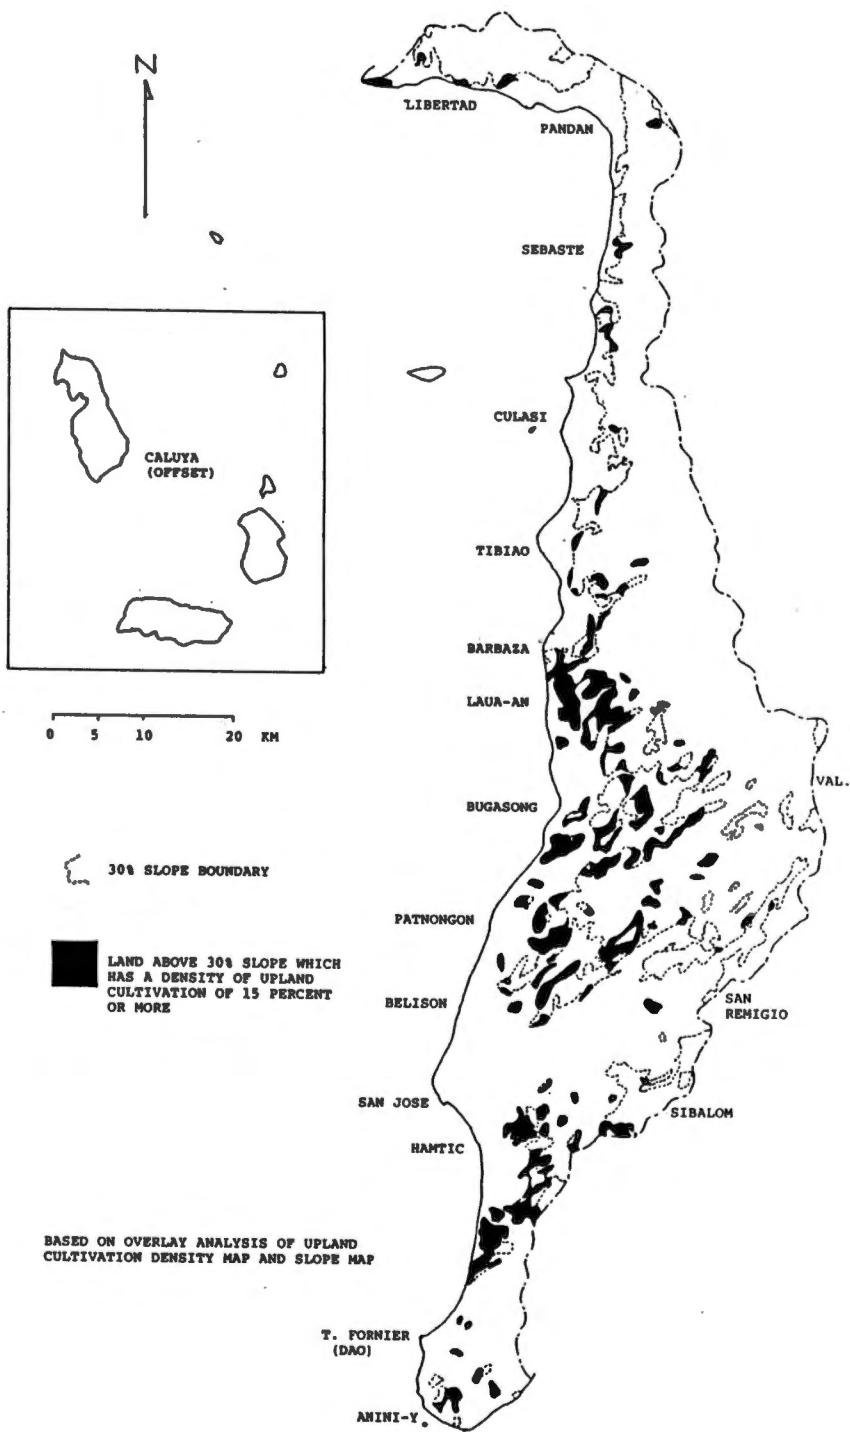 N
LIBERTAD
PANDAN
SEBASTE
CULASI
CALUYA
(OFFSET)
TIBIAO
BARBAZA
LAUA-AN
0 5 10 20 KM
VAL.
BUGASONG
30% SLOPE BOUNDARY
PATNONGON
LAND ABOVE 30% SLOPE WHICH
HAS A DENSITY OF UPLAND
CULTIVATION OF 15 PERCENT
OR MORE
BELISON
SAN
REMIGIO
SAN JOSE
SIBALOM
HAMTIC
BASED ON OVERLAY ANALYSIS OF UPLAND
CULTIVATION DENSITY MAP AND SLOPE MAP
T. FORNIER
(DAO)
ANINI-Y